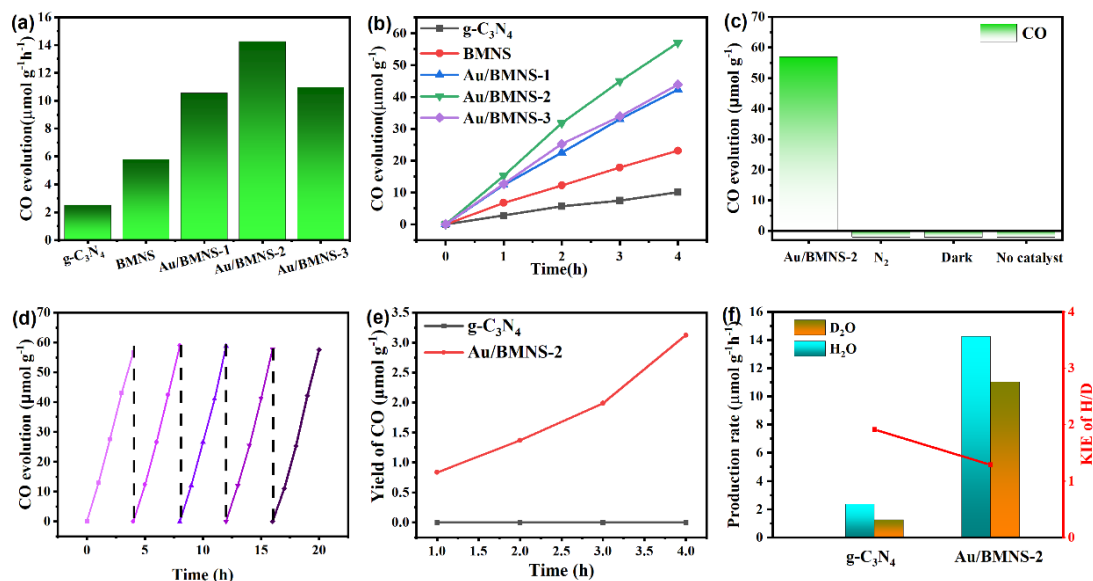 (a)
CO evolution(μmol g⁻¹h⁻¹)
16
14
12
10
8
6
4
2
0
g-C₃N₄
BMNS
Au/BMNS-1
Au/BMNS-2
Au/BMNS-3
(b)
CO evolution(μmol g⁻¹)
60
50
40
30
20
10
0
g-C₃N₄
BMNS
Au/BMNS-1
Au/BMNS-2
Au/BMNS-3
0 1 2 3 4
Time(h)
(c)
CO evolution (μmol g⁻¹)
70
60
50
40
30
20
10
0
CO
Au/BMNS-2 N₂ Dark No catalyst
(d)
CO evolution (μmol g⁻¹)
70
60
50
40
30
20
10
0
0 5 10 15 20
Time (h)
(e)
Yield of CO (μmol g⁻¹)
3.5
3.0
2.5
2.0
1.5
1.0
0.5
0.0
g-C₃N₄
Au/BMNS-2
1.0 1.5 2.0 2.5 3.0 3.5 4.0
Time (h)
(f)
Production rate (μmol g⁻¹h⁻¹)
16
14
12
10
8
6
4
2
0
D₂O
H₂O
4
3
2
1
0
KIE of H/D
g-C₃N₄ Au/BMNS-2